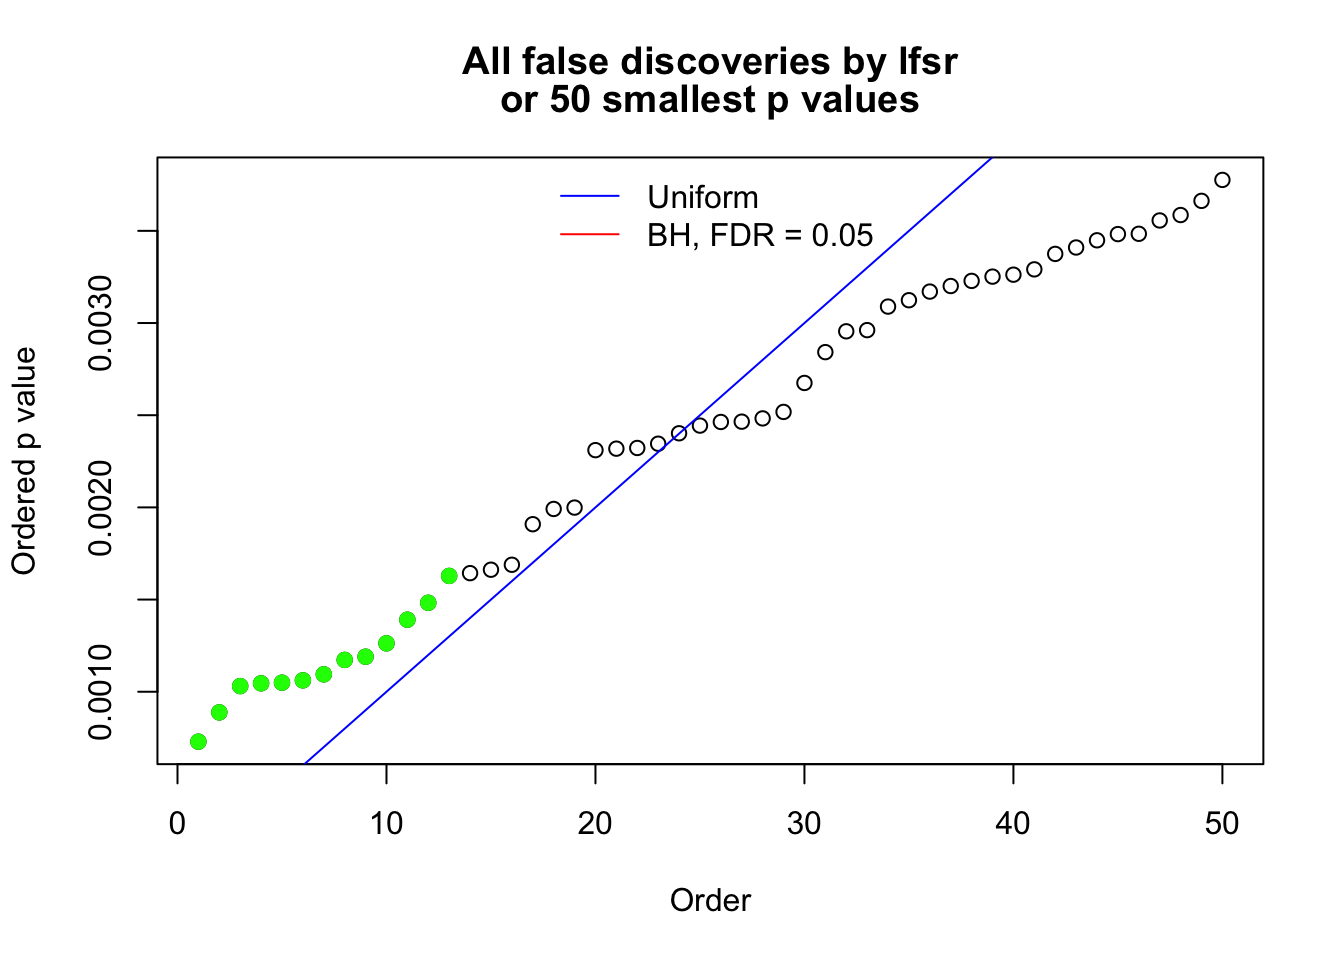 All false discoveries by lfsr
or 50 smallest p values
Uniform
BH, FDR = 0.05
Ordered p value
0.0030
0.0020
0.0010
0 10 20 30 40 50
Order